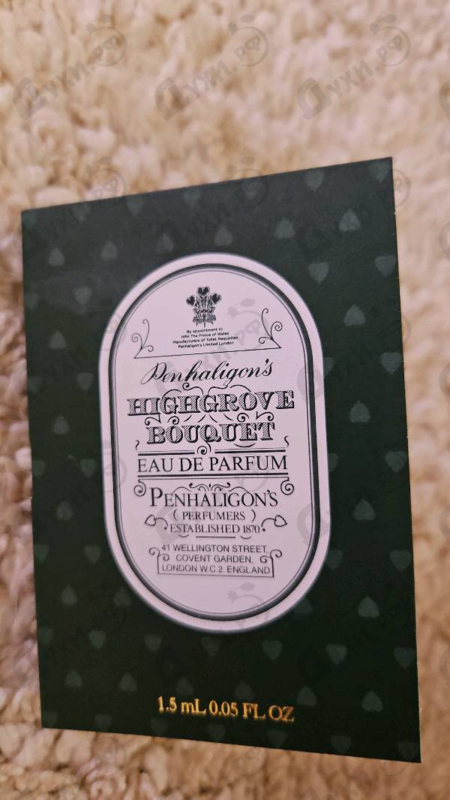 By appointment to
HRH The Prince of Wales
Manufacturers of Toilet Requisites
Penhaligon's Limited London
Penhaligon's
HIGHGROVE
BOUQUET
EAU DE PARFUM
PENHALIGON'S
(PERFUMERS)
ESTABLISHED 1870
41 WELLINGTON STREET,
COVENT GARDEN,
LONDON W.C.2. ENGLAND
1.5 mL 0.05 FL OZ
Духи.рф